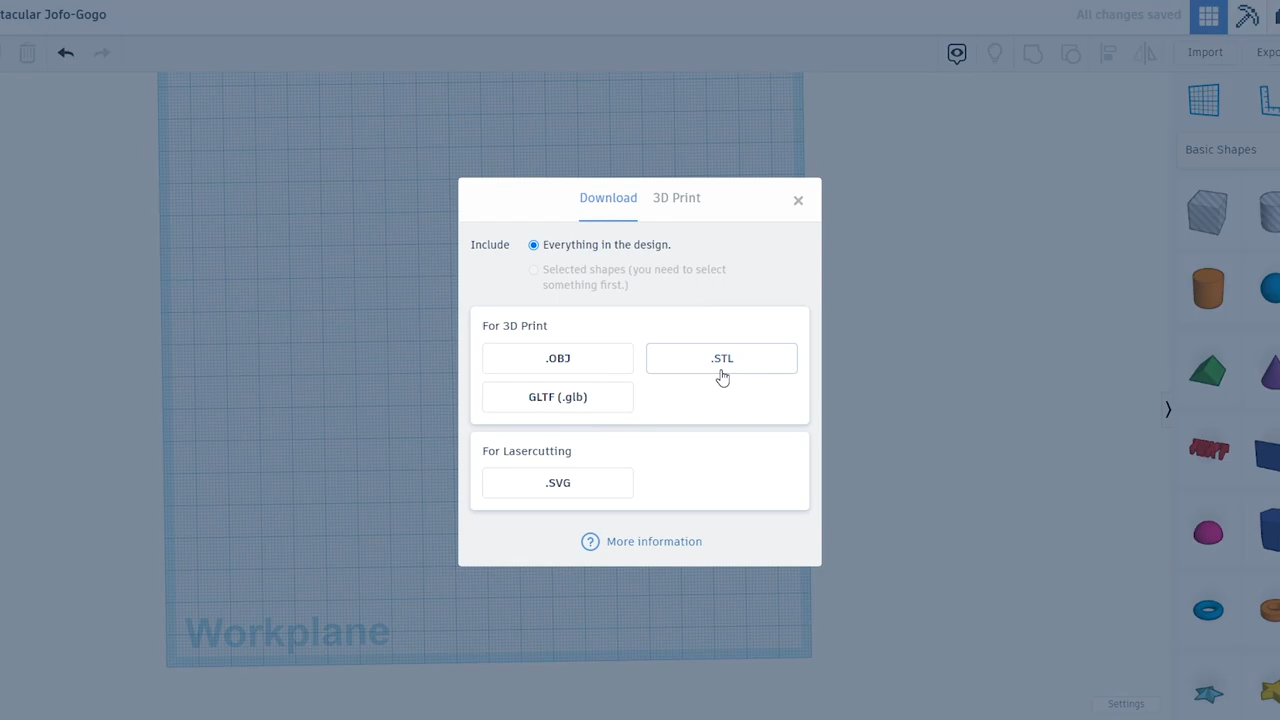 tacular Jofo-Gogo
All changes saved
Import
Expo
Basic Shapes
Download
3D Print
Include
Everything in the design.
Selected shapes (you need to select
something first.)
For 3D Print
.OBJ
.STL
GLTF (.glb)
For Lasercutting
.SVG
? More information
Workplane
Settings